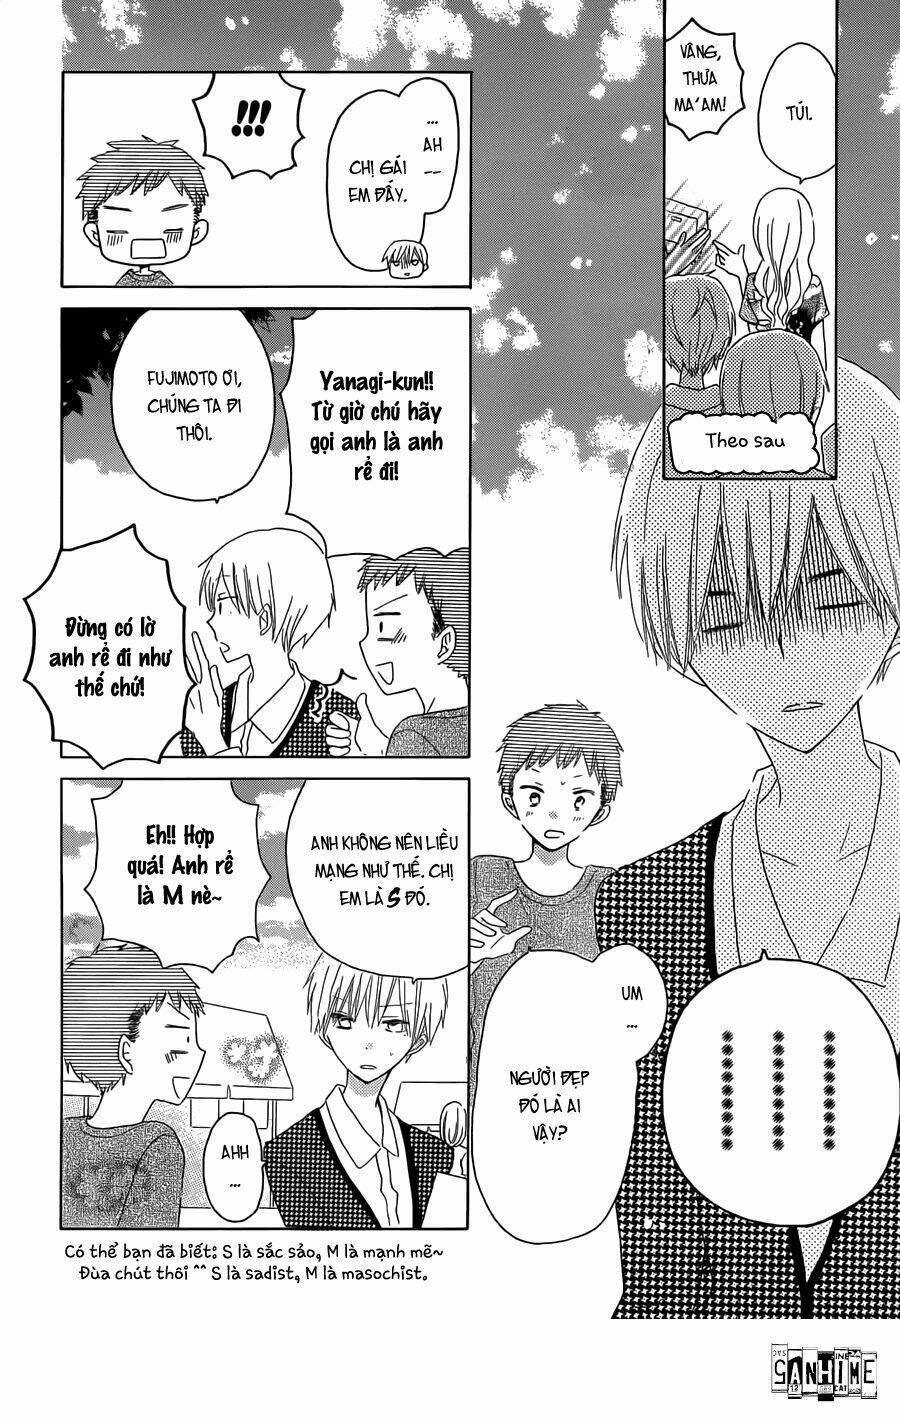 TÚI.
VÂNG,
THƯA
MA'AM!
Theo sau
UM
...
NGƯỜI ĐẸP
ĐÓ LÀ AI
VẬY?
...
AH
--
CHỊ GÁI
EM ĐẤY.
!!!
Yanagi-kun!!
Từ giờ chú hãy
gọi anh là anh
rể đi!
FUJIMOTO ƠI,
CHÚNG TA ĐI
THÔI.
Đừng có lờ
anh rể đi như
thế chứ!
ANH KHÔNG NÊN LIỀU
MẠNG NHƯ THẾ. CHỊ
EM LÀ S ĐÓ.
Eh!! Hợp
quá! Anh rể
là M nè~
AHH
...
Có thể bạn đã biết: S là sắc sảo, M là mạnh mẽ~
Đùa chút thôi ^^ S là sadist, M là masochist.
SANHIME